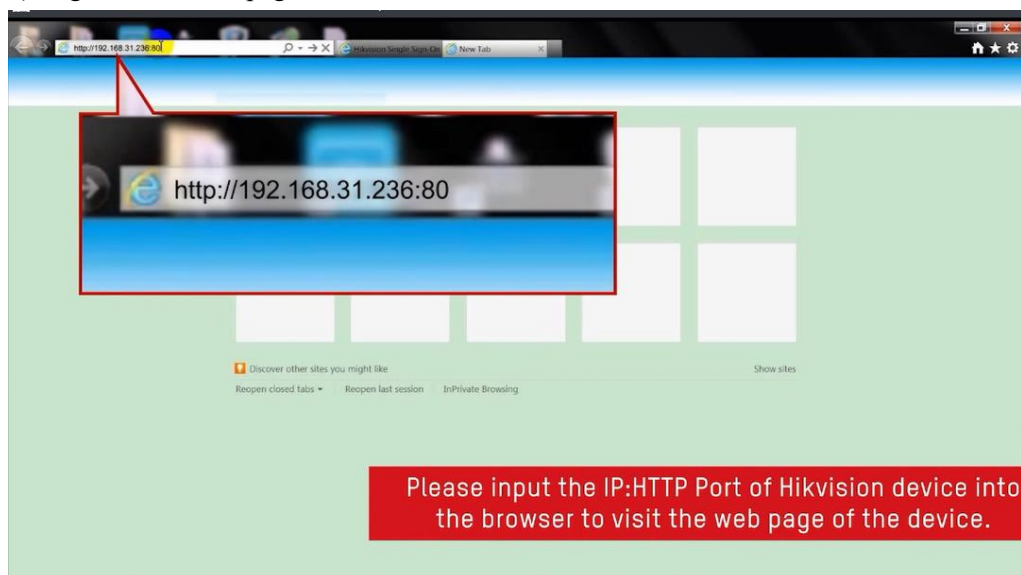 http://192.168.31.236:80
Hikvision Single Sign-On
New Tab
http://192.168.31.236:80
Discover other sites you might like
Show sites
Reopen closed tabs
Reopen last session
InPrivate Browsing
Please input the IP:HTTP Port of Hikvision device into
the browser to visit the web page of the device.